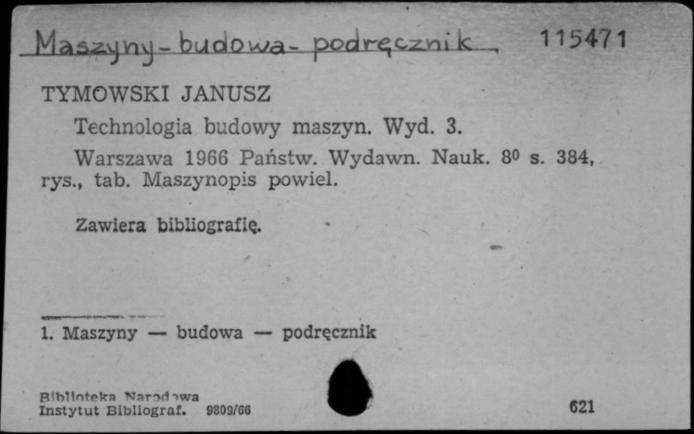 Maszyny - budowa - podręcznik 115471
TYMOWSKI JANUSZ
Technologia budowy maszyn. Wyd. 3.
Warszawa 1966 Państw. Wydawn. Nauk. 8⁰ s. 384,
rys., tab. Maszynopis powiel.
Zawiera bibliografię.
1. Maszyny — budowa — podręcznik
Biblioteka Narodowa
Instytut Bibliograf. 9809/66 621